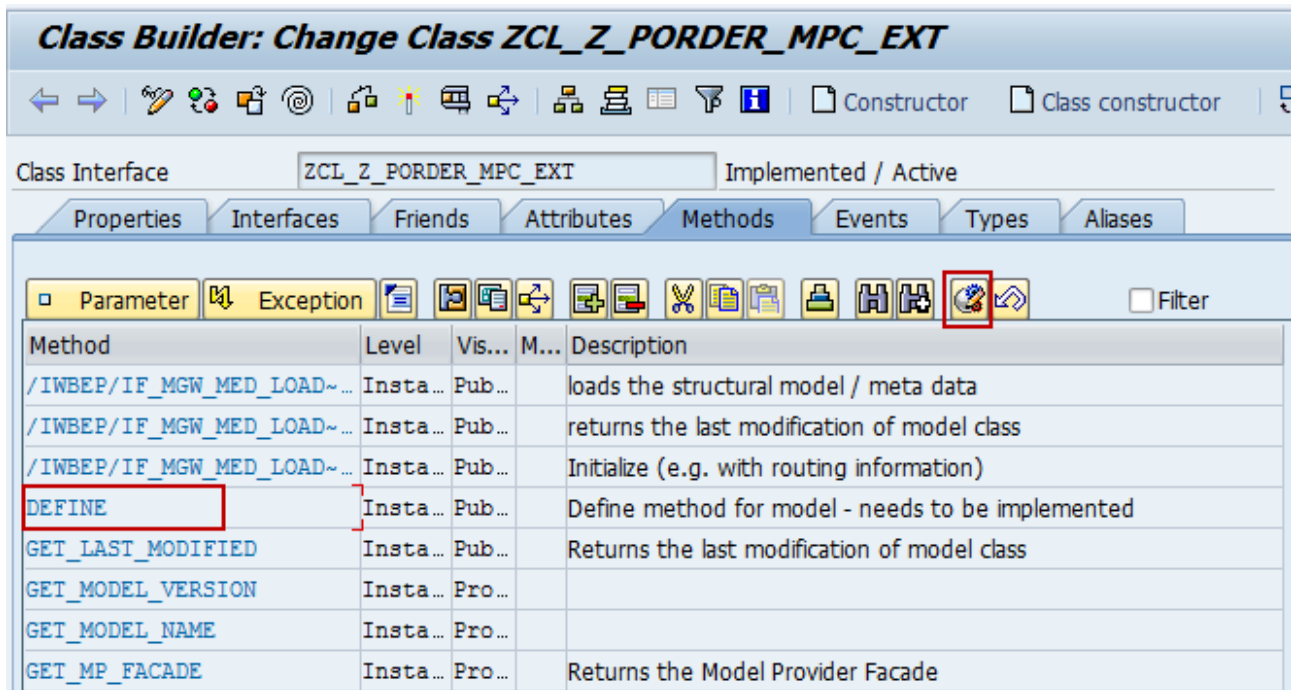 Class Builder: Change Class ZCL_Z_PORDER_MPC_EXT
Constructor Class constructor
Class Interface ZCL_Z_PORDER_MPC_EXT Implemented / Active
Properties Interfaces Friends Attributes Methods Events Types Aliases
Parameter Exception Filter
Method Level Vis... M... Description
/IWBEP/IF_MGW_MED_LOAD~... Insta... Pub... loads the structural model / meta data
/IWBEP/IF_MGW_MED_LOAD~... Insta... Pub... returns the last modification of model class
/IWBEP/IF_MGW_MED_LOAD~... Insta... Pub... Initialize (e.g. with routing information)
DEFINE Insta... Pub... Define method for model - needs to be implemented
GET_LAST_MODIFIED Insta... Pub... Returns the last modification of model class
GET_MODEL_VERSION Insta... Pro...
GET_MODEL_NAME Insta... Pro...
GET_MP_FACADE Insta... Pro... Returns the Model Provider Facade